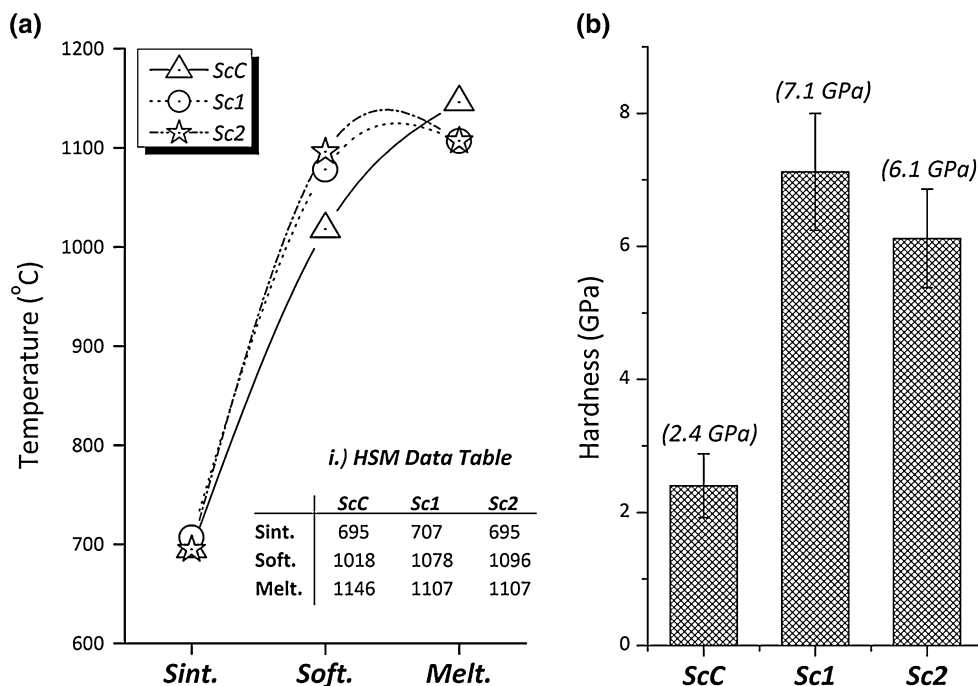 (a)
1200
1100
1000
900
800
700
600
Temperature (°C)
ScC
Sc1
Sc2
i.) HSM Data Table
ScC Sc1 Sc2
Sint. 695 707 695
Soft. 1018 1078 1096
Melt. 1146 1107 1107
Sint. Soft. Melt.
(b)
8
6
4
2
0
Hardness (GPa)
(2.4 GPa)
(7.1 GPa)
(6.1 GPa)
ScC Sc1 Sc2